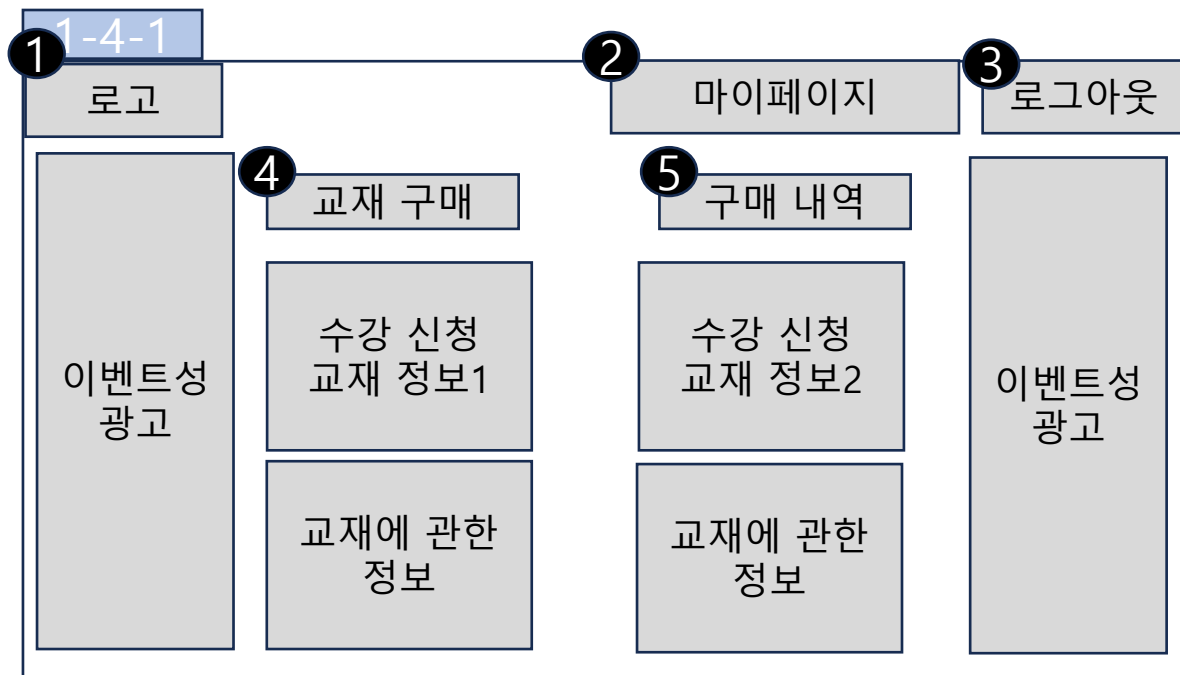 1-4-1
1
로고
2
마이페이지
3
로그아웃
이벤트성
광고
4
교재 구매
5
구매 내역
수강 신청
교재 정보1
수강 신청
교재 정보2
교재에 관한
정보
교재에 관한
정보
이벤트성
광고